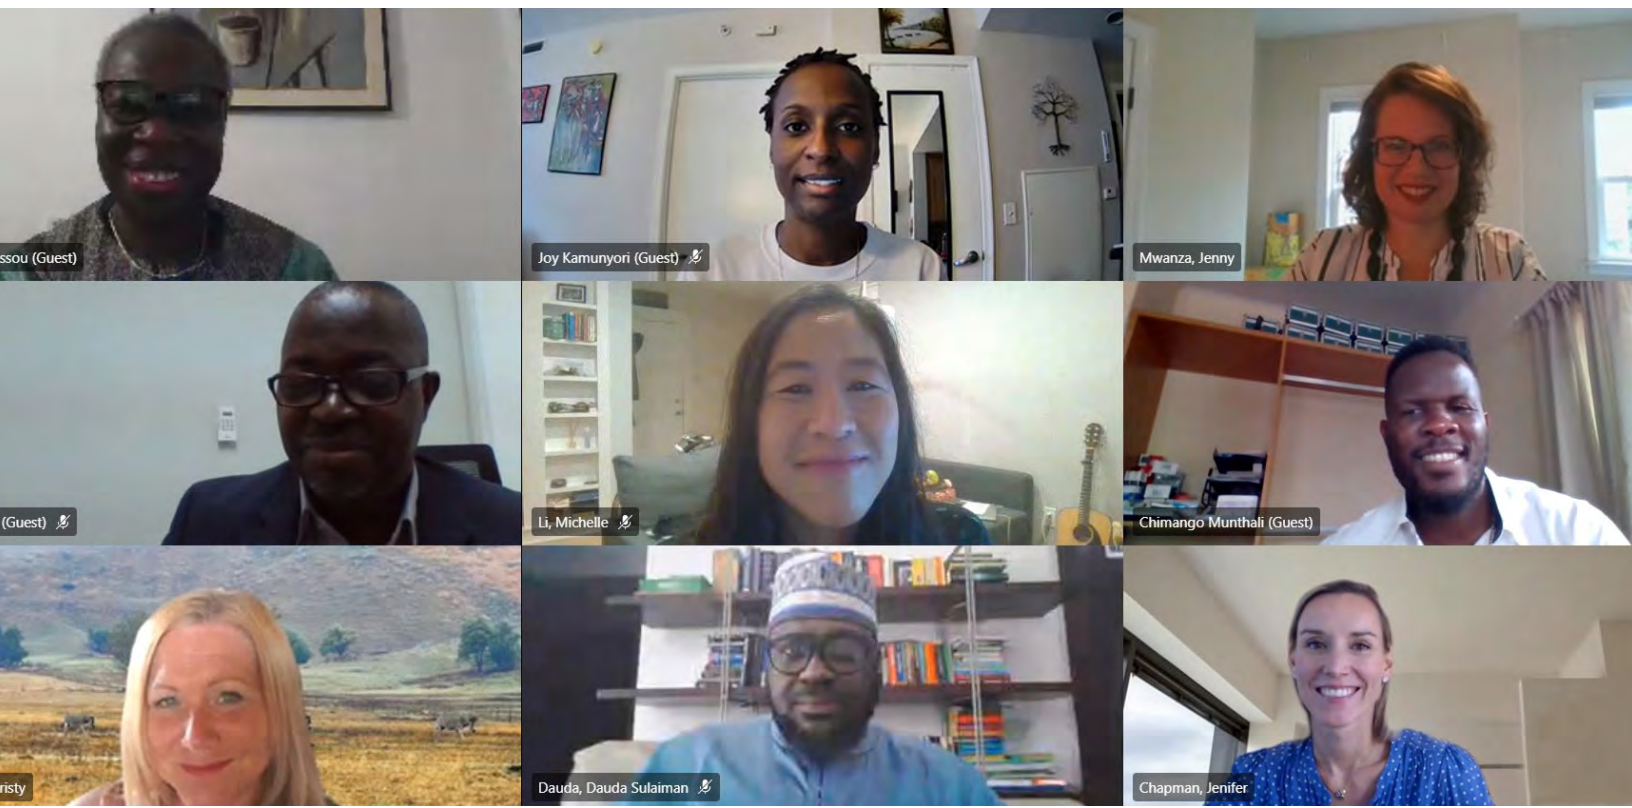 ssou (Guest)
Joy Kamunyori (Guest)
Mwanza, Jenny
(Guest)
Li, Michelle
Chimango Munthali (Guest)
risty
Dauda, Dauda Sulaiman
Chapman, Jenifer